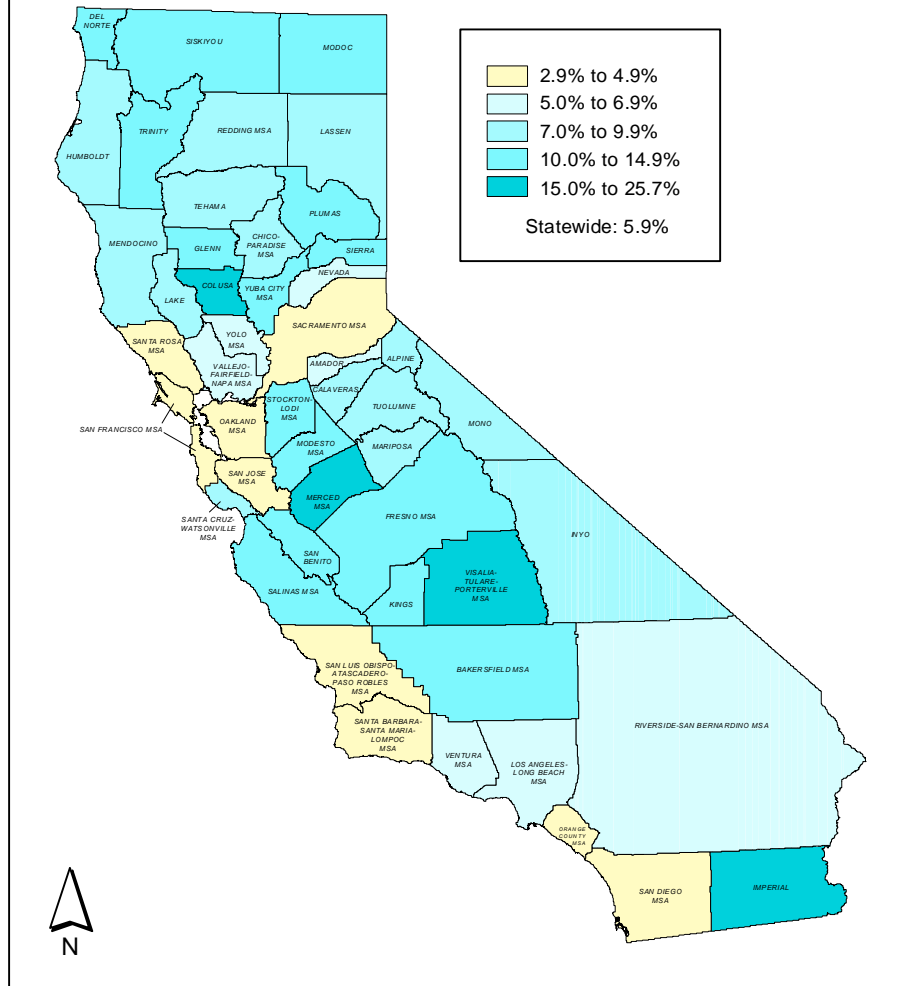 DEL
NORTE
SISKIYOU
MODOC
2.9% to 4.9%
5.0% to 6.9%
7.0% to 9.9%
10.0% to 14.9%
15.0% to 25.7%
Statewide: 5.9%
HUMBOLDT
TRINITY
REDDING MSA
LASSEN
TEHAMA
PLUMAS
MENDOCINO
GLENN
CHICO-
PARADISE
MSA
SIERRA
NEVADA
COLUSA
YUBA CITY
MSA
LAKE
SACRAMENTO MSA
SANTA ROSA
MSA
YOLO
MSA
VALLEJO-
FAIRFIELD-
NAPA MSA
AMADOR
ALPINE
CALAVERAS
STOCKTON-
LODI
MSA
TUOLUMNE
MONO
SAN FRANCISCO MSA
OAKLAND
MSA
MODESTO
MSA
MARIPOSA
SAN JOSE
MSA
MERCED
MSA
FRESNO MSA
INYO
SANTA CRUZ-
WATSONVILLE
MSA
SAN
BENITO
SALINAS MSA
KINGS
VISALIA-
TULARE-
PORTERVILLE
MSA
SAN LUIS OBISPO-
ATASCADERO-
PASO ROBLES
MSA
BAKERSFIELD MSA
SANTA BARBARA-
SANTA MARIA-
LOMPOC
MSA
VENTURA
MSA
LOS ANGELES-
LONG BEACH
MSA
RIVERSIDE-SAN BERNARDINO MSA
ORANGE
COUNTY
MSA
SAN DIEGO
MSA
IMPERIAL
N